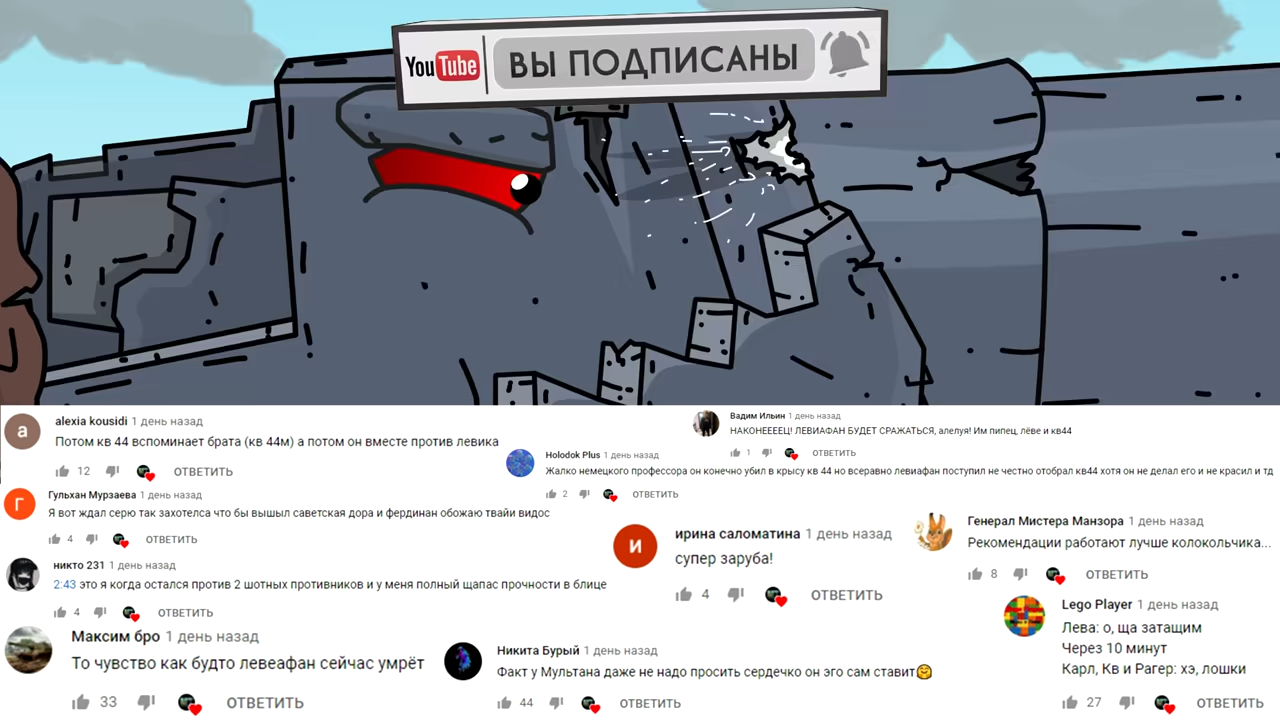 YouTube ВЫ ПОДПИСАНЫ
a
alexia kousidi 1 день назад
Потом кв 44 вспоминает брата (кв 44м) а потом он вместе против левика
12 ОТВЕТИТЬ
Вадим Ильин 1 день назад
НАКОНЕЕЕЕЦ! ЛЕВИАФАН БУДЕТ СРАЖАТЬСЯ, алелуя! Им пипец, лёве и кв44
1 ОТВЕТИТЬ
Holodok Plus 1 день назад
Жалко немецкого профессора он конечно убил в крысу кв 44 но всеравно левиафан поступил не честно отобрал кв44 хотя он не делал его и не красил и тд
2 ОТВЕТИТЬ
Г
Гульхан Мурзаева 1 день назад
Я вот ждал серю так захотелса что бы вышыл саветская дора и фердинан обожаю твайи видос
4 ОТВЕТИТЬ
никто 231 1 день назад
2:43 это я когда остался против 2 шотных противников и у меня полный щапас прочности в блице
4 ОТВЕТИТЬ
и
ирина саломатина 1 день назад
супер заруба!
4 ОТВЕТИТЬ
Генерал Мистера Манзора 1 день назад
Рекомендации работают лучше колокольчика...
8 ОТВЕТИТЬ
Максим бро 1 день назад
То чувство как будто левеафан сейчас умрёт
33 ОТВЕТИТЬ
Никита Бурый 1 день назад
Факт у Мультана даже не надо просить сердечко он эго сам ставит🤗
44 ОТВЕТИТЬ
Lego Player 1 день назад
Лева: о, ща затащим
Через 10 минут
Карл, Кв и Рагер: хэ, лошки
27 ОТВЕТИТЬ